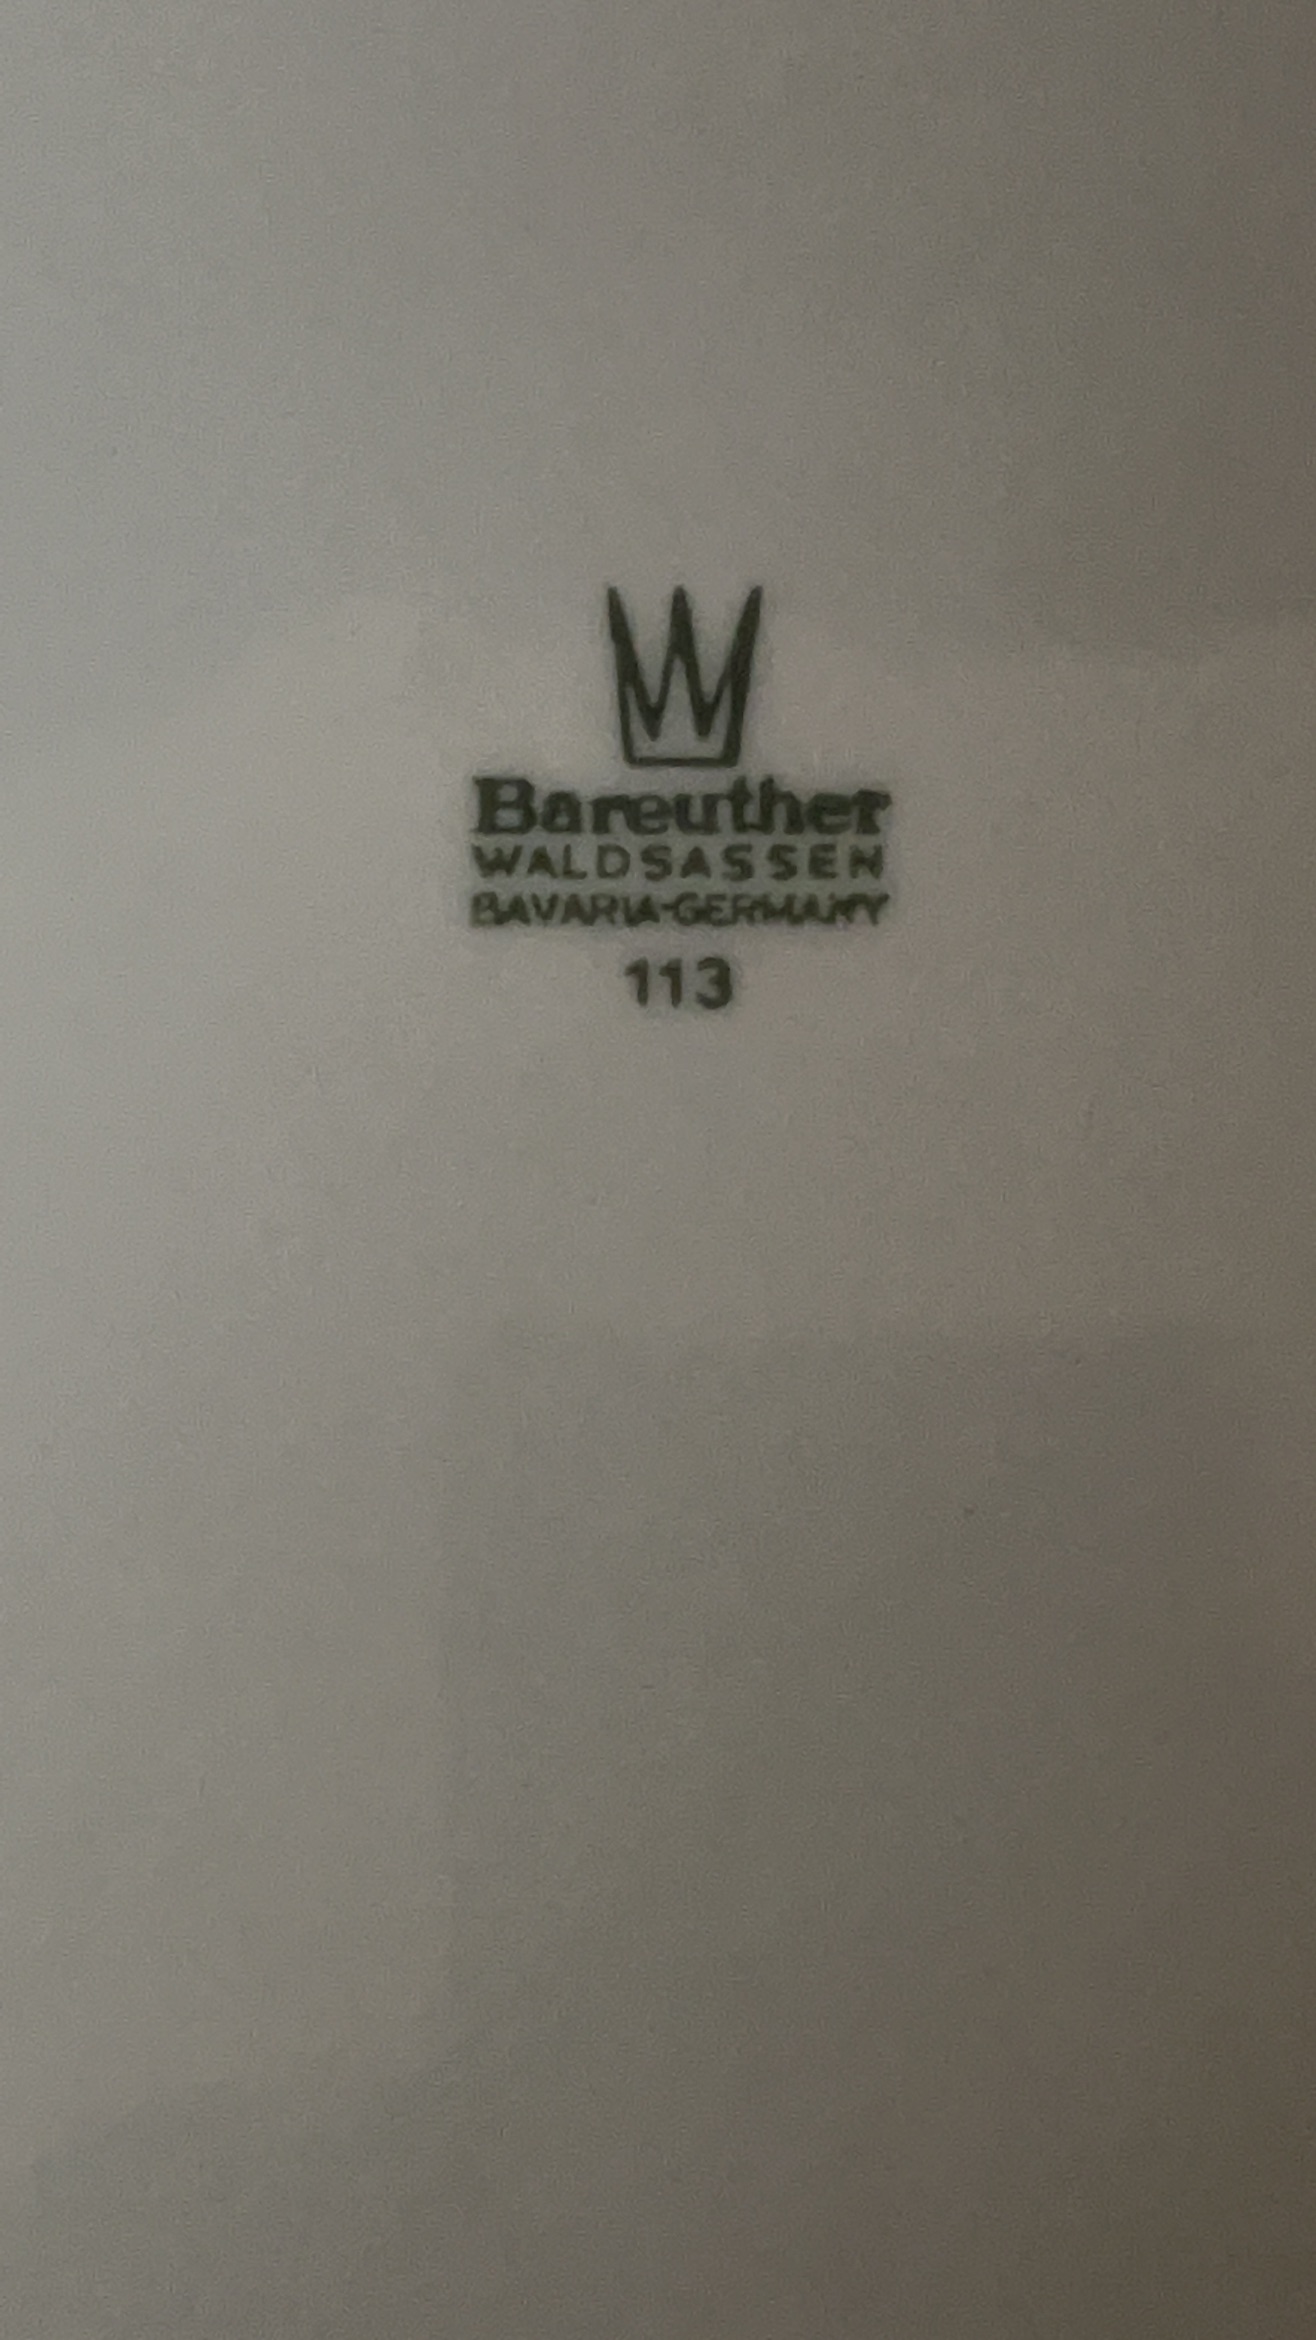 Bareuther
WALDSASSEN
BAVARIA-GERMANY
113